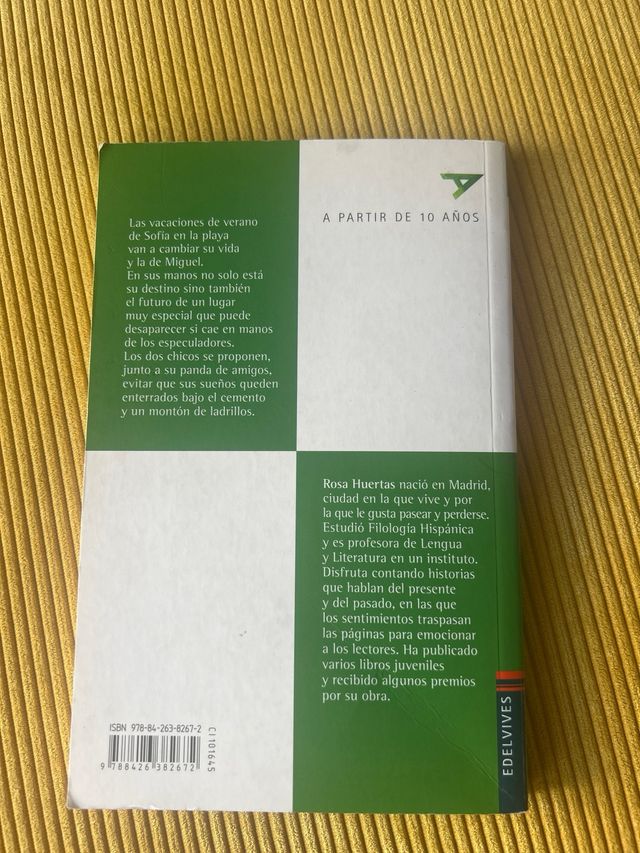 A PARTIR DE 10 AÑOS
Las vacaciones de verano
de Sofía en la playa
van a cambiar su vida
y la de Miguel.
En sus manos no solo está
su destino sino también
el futuro de un lugar
muy especial que puede
desaparecer si cae en manos
de los especuladores.
Los dos chicos se proponen,
junto a su panda de amigos,
evitar que sus sueños queden
enterrados bajo el cemento
y un montón de ladrillos.
Rosa Huertas nació en Madrid,
ciudad en la que vive y por
la que le gusta pasear y perderse.
Estudió Filología Hispánica
y es profesora de Lengua
y Literatura en un instituto.
Disfruta contando historias
que hablan del presente
y del pasado, en las que
los sentimientos traspasan
las páginas para emocionar
a los lectores. Ha publicado
varios libros juveniles
y recibido algunos premios
por su obra.
ISBN 978-84-263-8267-2
9 788426 382672
CI101645
EDELVIVES